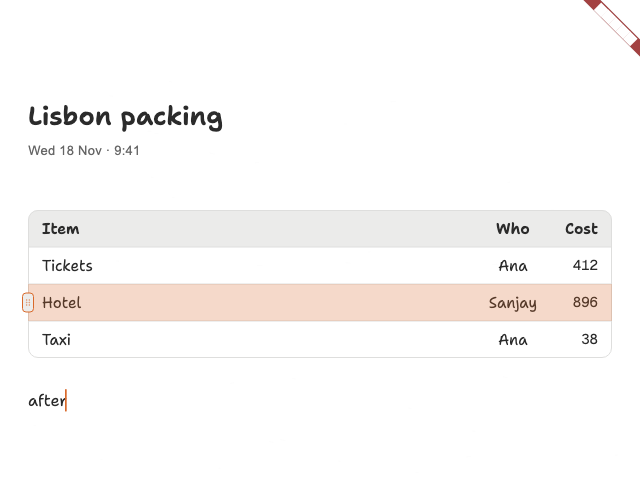 Lisbon packing
Wed 18 Nov · 9:41
Item Who Cost
Tickets Ana 412
Hotel Sanjay 896
Taxi Ana 38
after